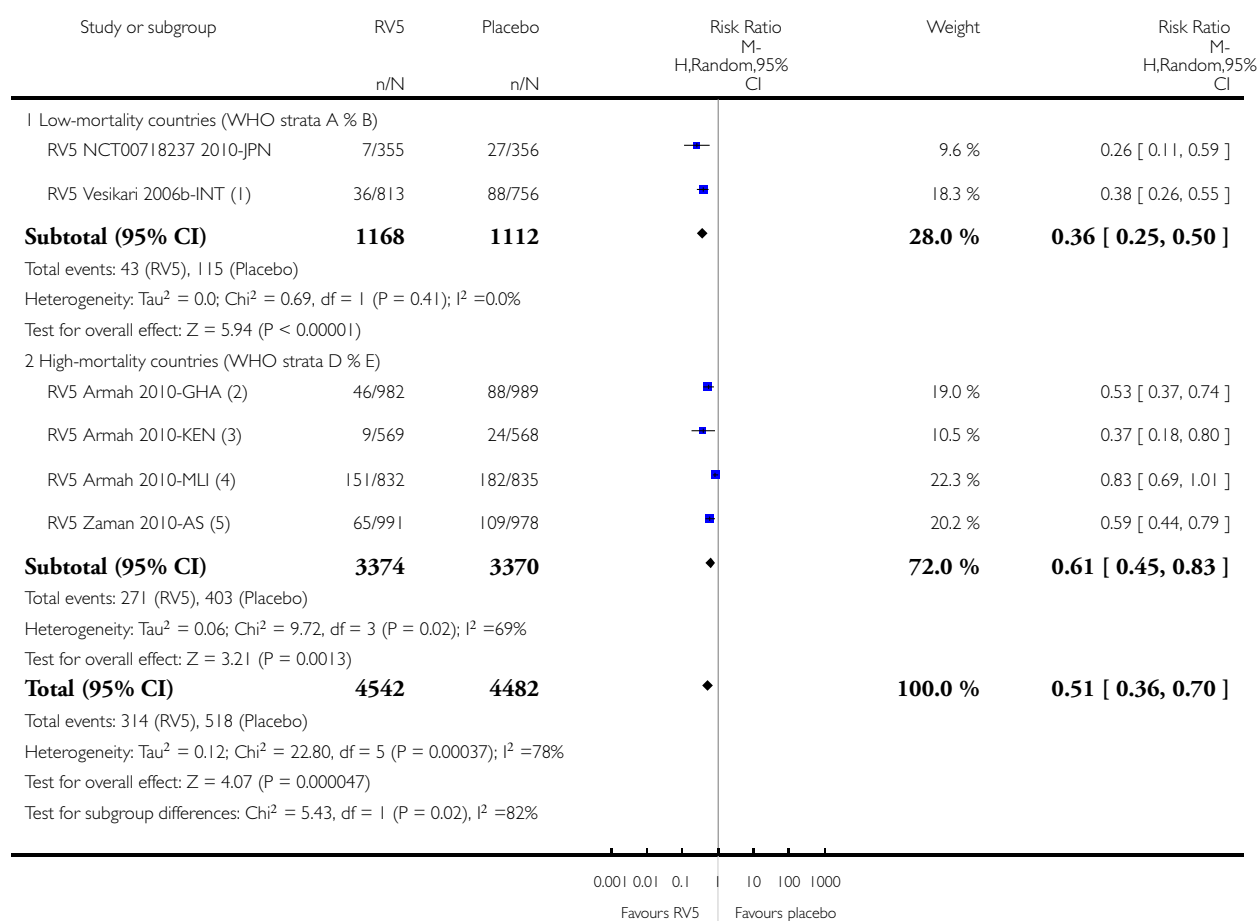 Study or subgroup RV5 Placebo Risk Ratio Weight Risk Ratio
M- M-
H,Random,95% H,Random,95%
n/N n/N CI CI
1 Low-mortality countries (WHO strata A % B)
RV5 NCT00718237 2010-JPN 7/355 27/356 9.6 % 0.26 [ 0.11, 0.59 ]
RV5 Vesikari 2006b-INT (1) 36/813 88/756 18.3 % 0.38 [ 0.26, 0.55 ]
Subtotal (95% CI) 1168 1112 28.0 % 0.36 [ 0.25, 0.50 ]
Total events: 43 (RV5), 115 (Placebo)
Heterogeneity: Tau² = 0.0; Chi² = 0.69, df = 1 (P = 0.41); I² =0.0%
Test for overall effect: Z = 5.94 (P < 0.00001)
2 High-mortality countries (WHO strata D % E)
RV5 Armah 2010-GHA (2) 46/982 88/989 19.0 % 0.53 [ 0.37, 0.74 ]
RV5 Armah 2010-KEN (3) 9/569 24/568 10.5 % 0.37 [ 0.18, 0.80 ]
RV5 Armah 2010-MLI (4) 151/832 182/835 22.3 % 0.83 [ 0.69, 1.01 ]
RV5 Zaman 2010-AS (5) 65/991 109/978 20.2 % 0.59 [ 0.44, 0.79 ]
Subtotal (95% CI) 3374 3370 72.0 % 0.61 [ 0.45, 0.83 ]
Total events: 271 (RV5), 403 (Placebo)
Heterogeneity: Tau² = 0.06; Chi² = 9.72, df = 3 (P = 0.02); I² =69%
Test for overall effect: Z = 3.21 (P = 0.0013)
Total (95% CI) 4542 4482 100.0 % 0.51 [ 0.36, 0.70 ]
Total events: 314 (RV5), 518 (Placebo)
Heterogeneity: Tau² = 0.12; Chi² = 22.80, df = 5 (P = 0.00037); I² =78%
Test for overall effect: Z = 4.07 (P = 0.000047)
Test for subgroup differences: Chi² = 5.43, df = 1 (P = 0.02), I² =82%
0.001 0.01 0.1 1 10 100 1000
Favours RV5 Favours placebo